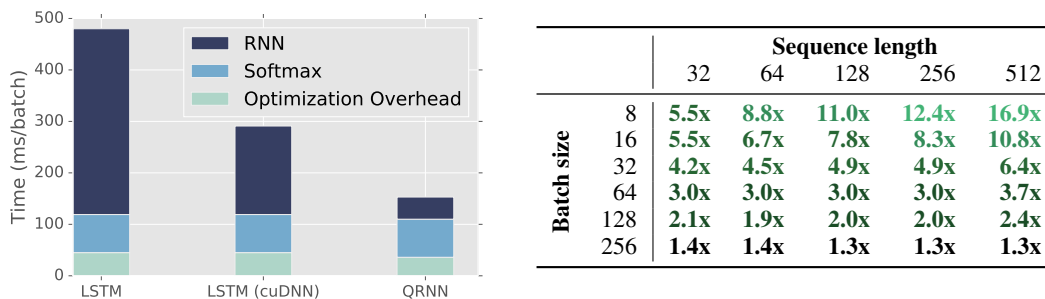 500
400
300
200
100
0
Time (ms/batch)
RNN
Softmax
Optimization Overhead
LSTM LSTM (cuDNN) QRNN
Sequence length
32 64 128 256 512
Batch size
8 5.5x 8.8x 11.0x 12.4x 16.9x
16 5.5x 6.7x 7.8x 8.3x 10.8x
32 4.2x 4.5x 4.9x 4.9x 6.4x
64 3.0x 3.0x 3.0x 3.0x 3.7x
128 2.1x 1.9x 2.0x 2.0x 2.4x
256 1.4x 1.4x 1.3x 1.3x 1.3x